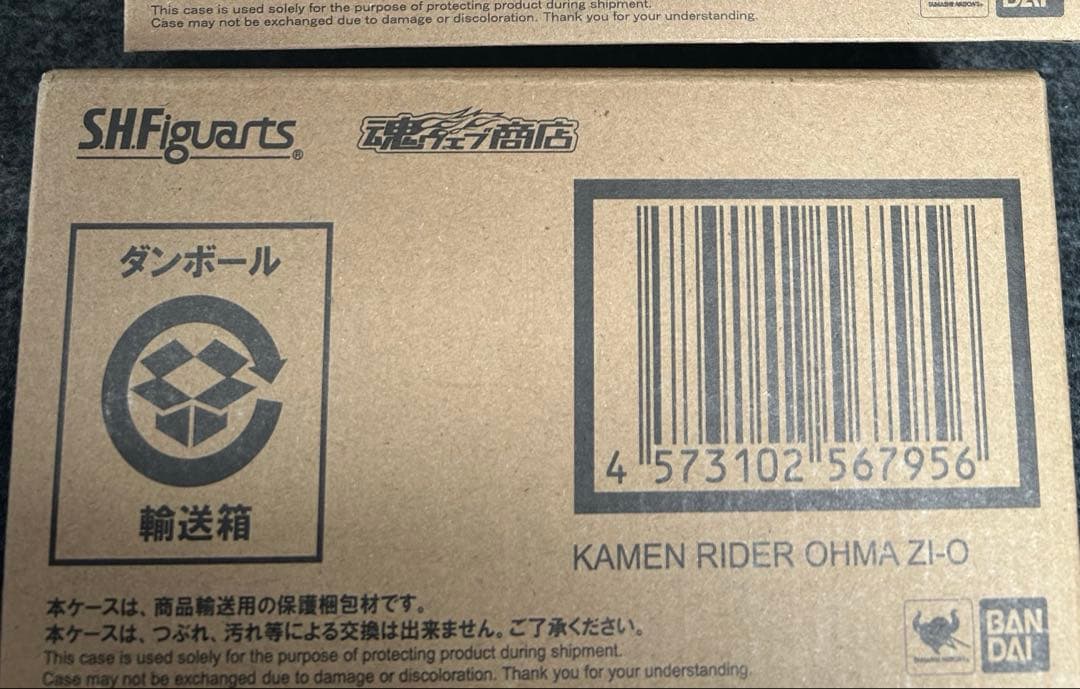 This case is used solely for the purpose of protecting product during shipment.
Case may not be exchanged due to damage or discoloration. Thank you for your understanding.
TAMASHII NATIONS
BAN
DAI
S.H.Figuarts®
魂ウェブ商店
ダンボール
輸送箱
4 573102 567956
KAMEN RIDER OHMA ZI-O
本ケースは、商品輸送用の保護梱包材です。
本ケースは、つぶれ、汚れ等による交換は出来ません。ご了承ください。
This case is used solely for the purpose of protecting product during shipment.
Case may not be exchanged due to damage or discoloration. Thank you for your understanding.
TAMASHII NATIONS
BAN
DAI